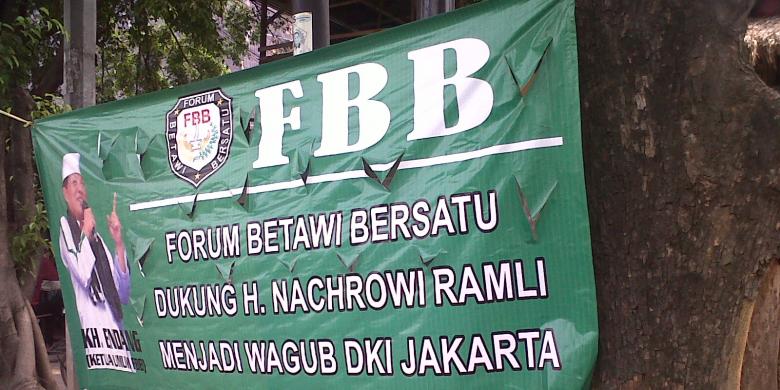 FBB
FORUM
FBB
BETAWI BERSATU
FORUM BETAWI BERSATU
DUKUNG H. NACHROWI RAMLI
MENJADI WAGUB DKI JAKARTA
KH. ENDANG